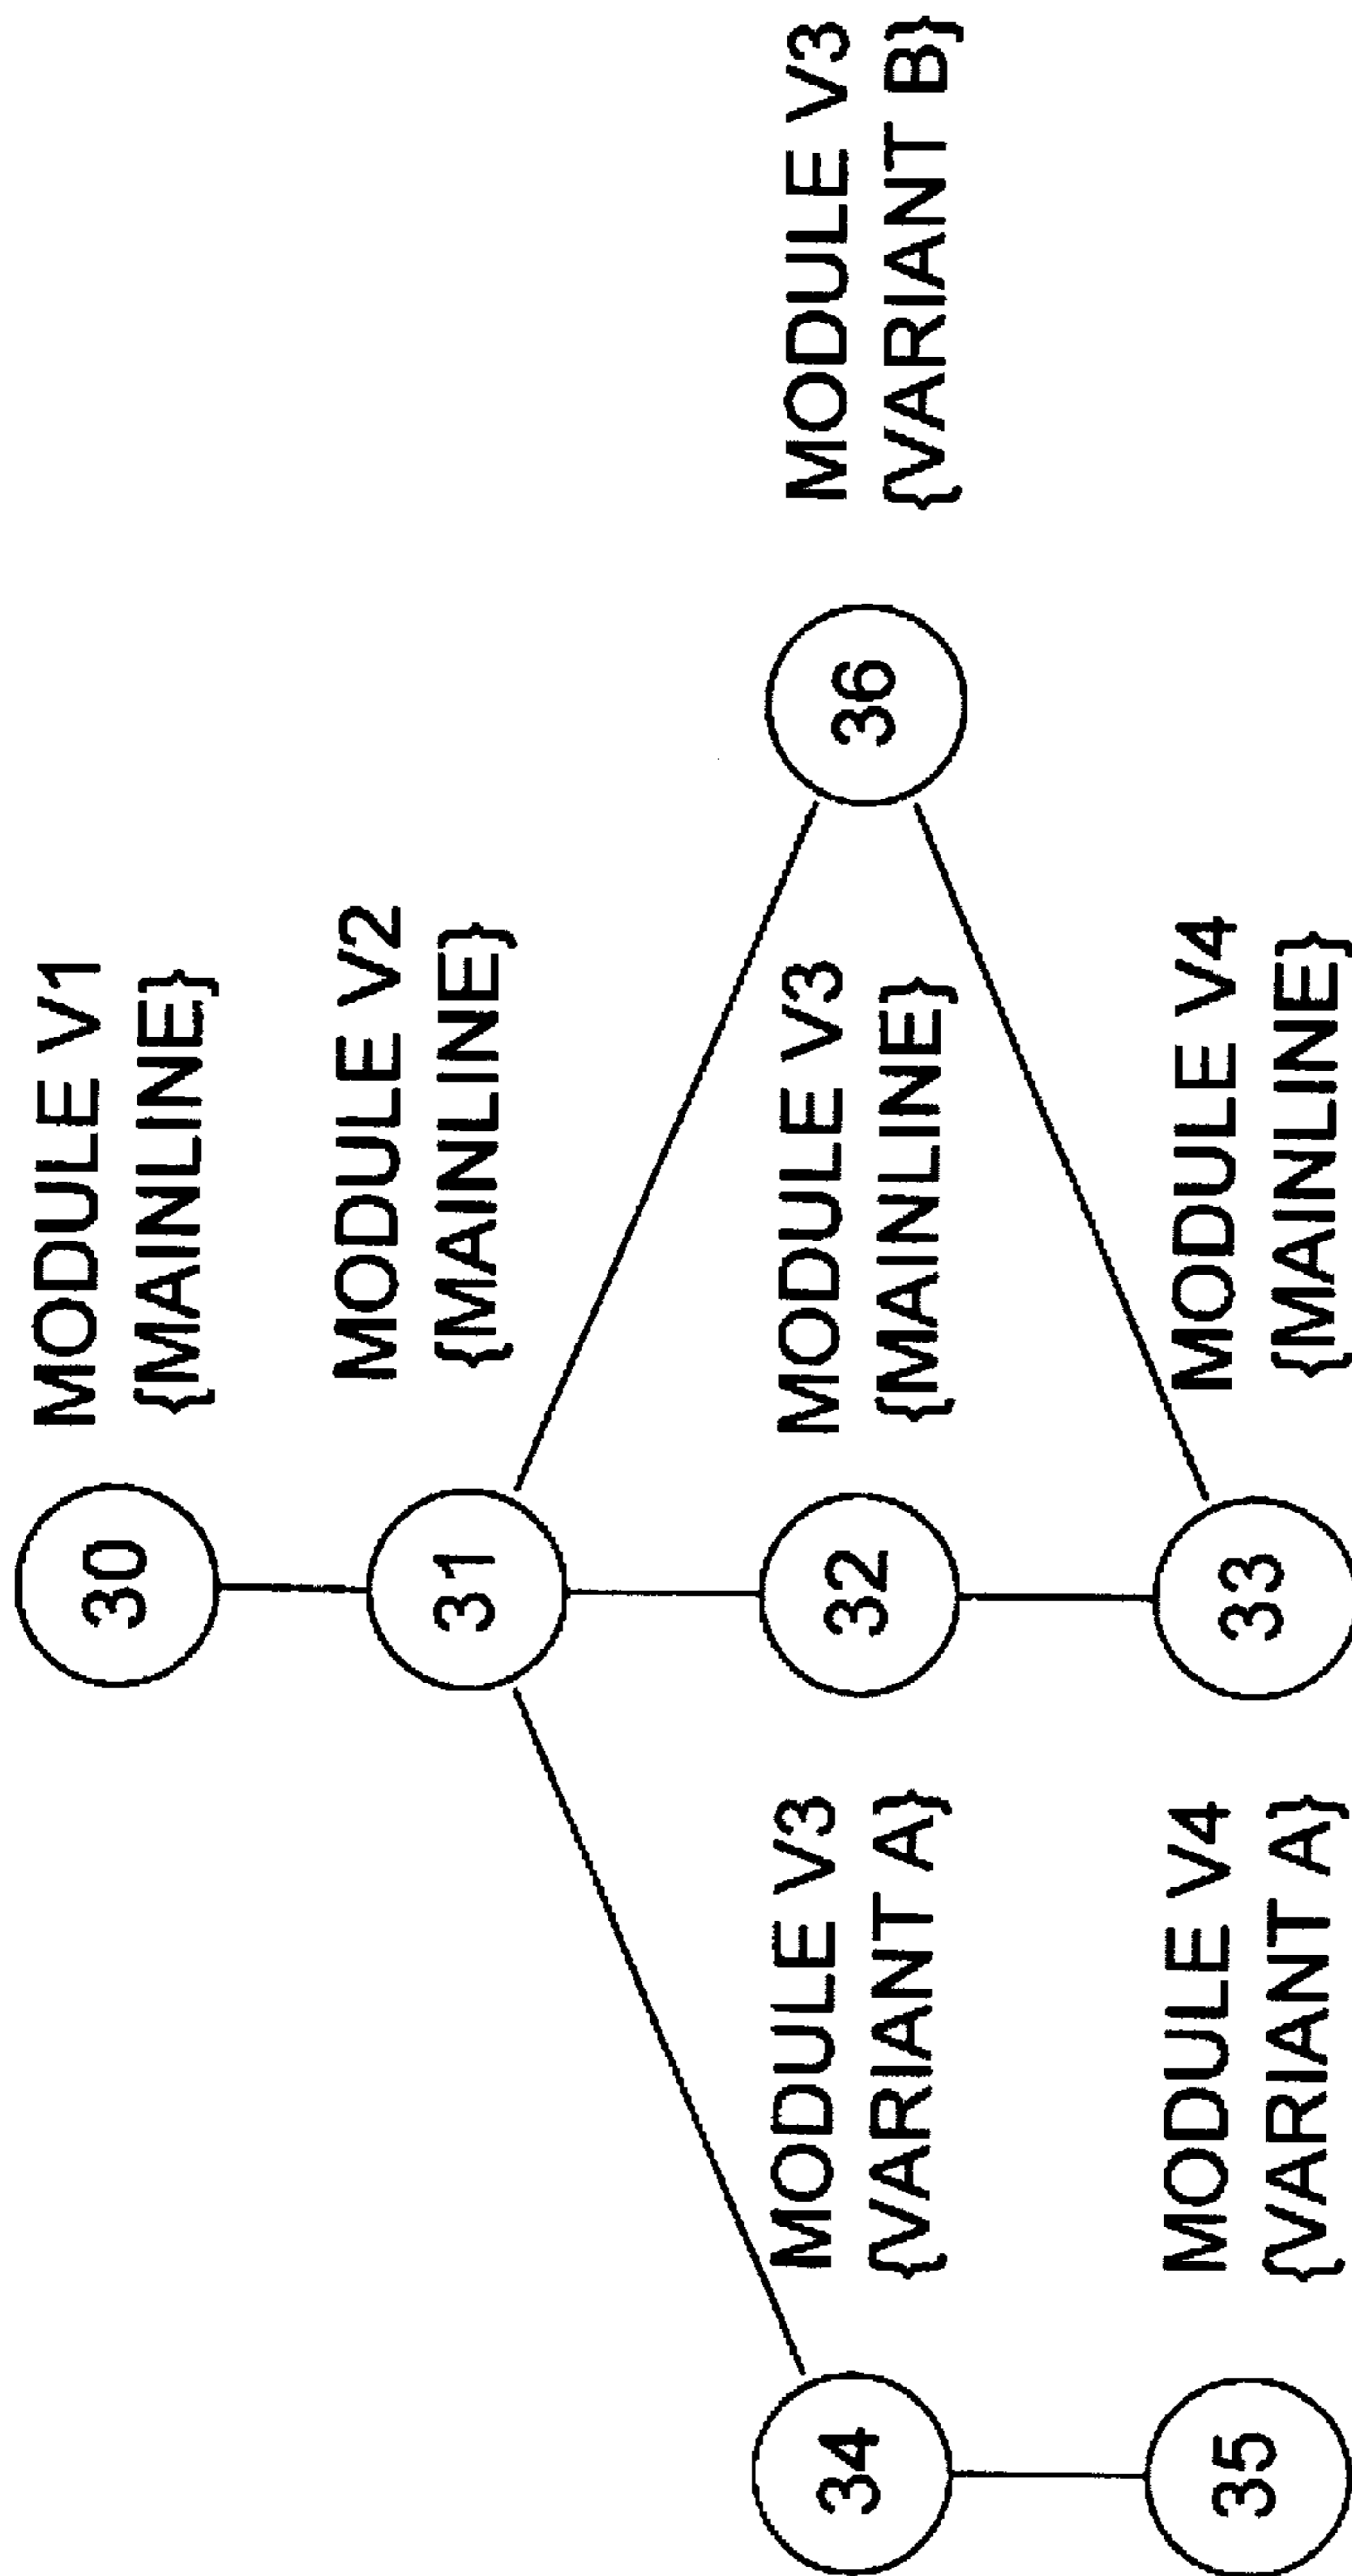 30
MODULE V1
{MAINLINE}
31
MODULE V2
{MAINLINE}
34
MODULE V3
{VARIANT A}
32
MODULE V3
{MAINLINE}
36
MODULE V3
{VARIANT B}
35
MODULE V4
{VARIANT A}
33
MODULE V4
{MAINLINE}